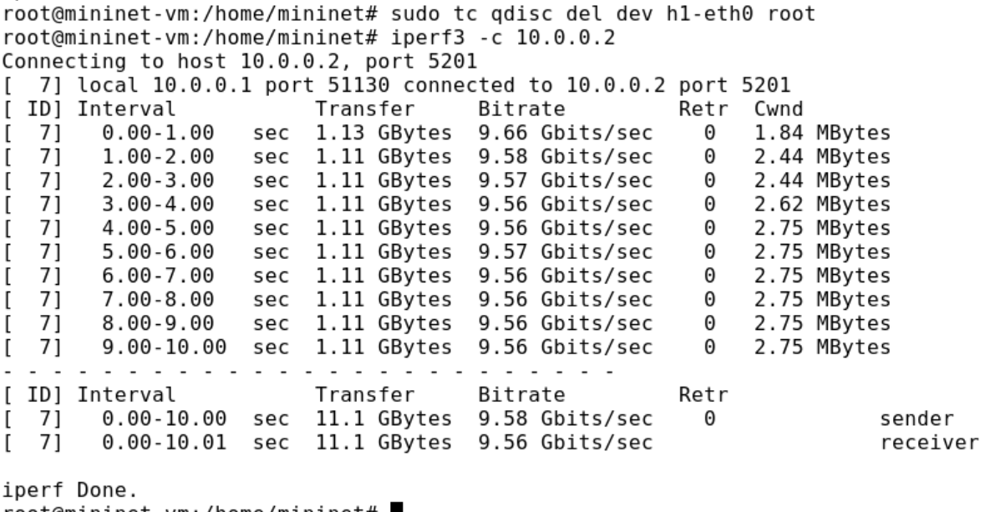 root@mininet-vm:/home/mininet# sudo tc qdisc del dev h1-eth0 root
root@mininet-vm:/home/mininet# iperf3 -c 10.0.0.2
Connecting to host 10.0.0.2, port 5201
[  7] local 10.0.0.1 port 51130 connected to 10.0.0.2 port 5201
[ ID] Interval           Transfer     Bitrate         Retr  Cwnd
[  7]   0.00-1.00   sec  1.13 GBytes  9.66 Gbits/sec    0   1.84 MBytes
[  7]   1.00-2.00   sec  1.11 GBytes  9.58 Gbits/sec    0   2.44 MBytes
[  7]   2.00-3.00   sec  1.11 GBytes  9.57 Gbits/sec    0   2.44 MBytes
[  7]   3.00-4.00   sec  1.11 GBytes  9.56 Gbits/sec    0   2.62 MBytes
[  7]   4.00-5.00   sec  1.11 GBytes  9.56 Gbits/sec    0   2.75 MBytes
[  7]   5.00-6.00   sec  1.11 GBytes  9.57 Gbits/sec    0   2.75 MBytes
[  7]   6.00-7.00   sec  1.11 GBytes  9.56 Gbits/sec    0   2.75 MBytes
[  7]   7.00-8.00   sec  1.11 GBytes  9.56 Gbits/sec    0   2.75 MBytes
[  7]   8.00-9.00   sec  1.11 GBytes  9.56 Gbits/sec    0   2.75 MBytes
[  7]   9.00-10.00  sec  1.11 GBytes  9.56 Gbits/sec    0   2.75 MBytes
- - - - - - - - - - - - - - - - - - - - - - - - -
[ ID] Interval           Transfer     Bitrate         Retr
[  7]   0.00-10.00  sec  11.1 GBytes  9.58 Gbits/sec    0             sender
[  7]   0.00-10.01  sec  11.1 GBytes  9.56 Gbits/sec                  receiver
iperf Done.
root@mininet-vm:/home/mininet#